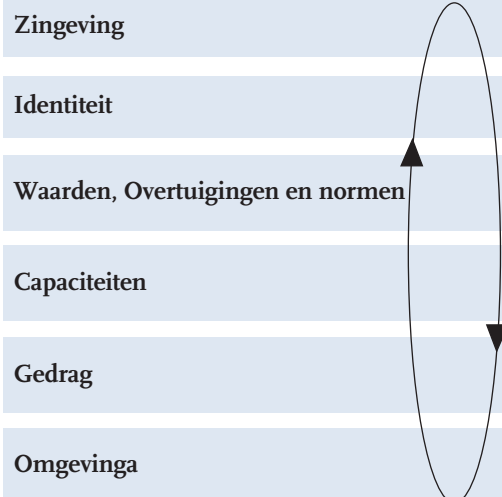 Zingeving
Identiteit
Waarden, Overtuigingen en normen
Capaciteiten
Gedrag
Omgevinga